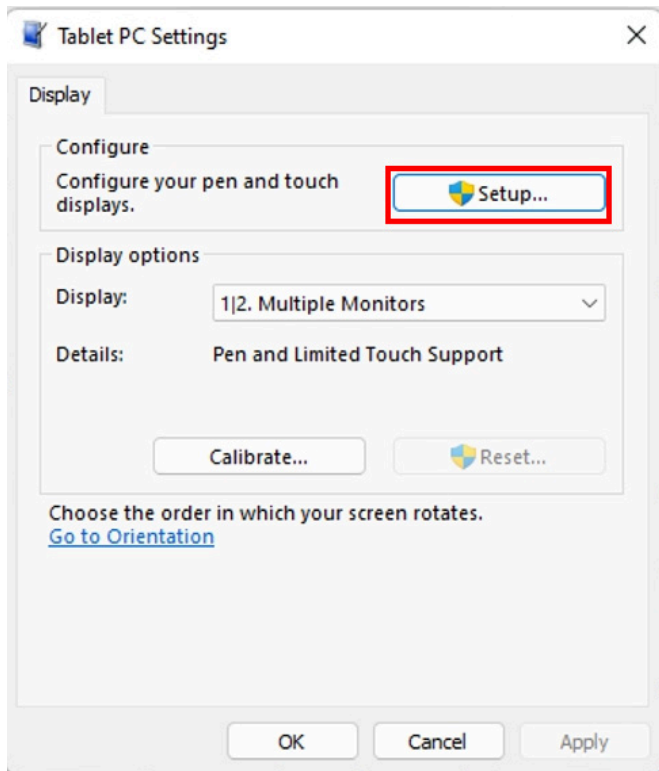 Tablet PC Settings
Display
Configure
Configure your pen and touch
displays.
Setup...
Display options
Display:
1|2. Multiple Monitors
Details:
Pen and Limited Touch Support
Calibrate...
Reset...
Choose the order in which your screen rotates.
Go to Orientation
OK
Cancel
Apply